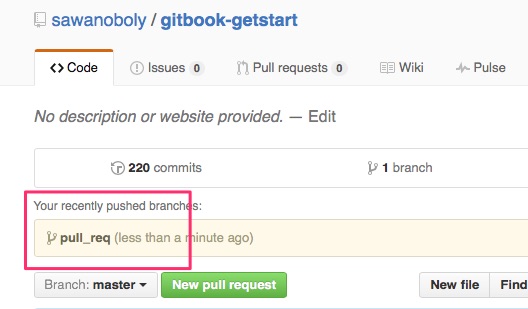 sawanoboly / gitbook-getstart
Code Issues 0 Pull requests 0 Wiki Pulse
No description or website provided. — Edit
220 commits 1 branch
Your recently pushed branches:
pull_req (less than a minute ago)
Branch: master New pull request New file Find